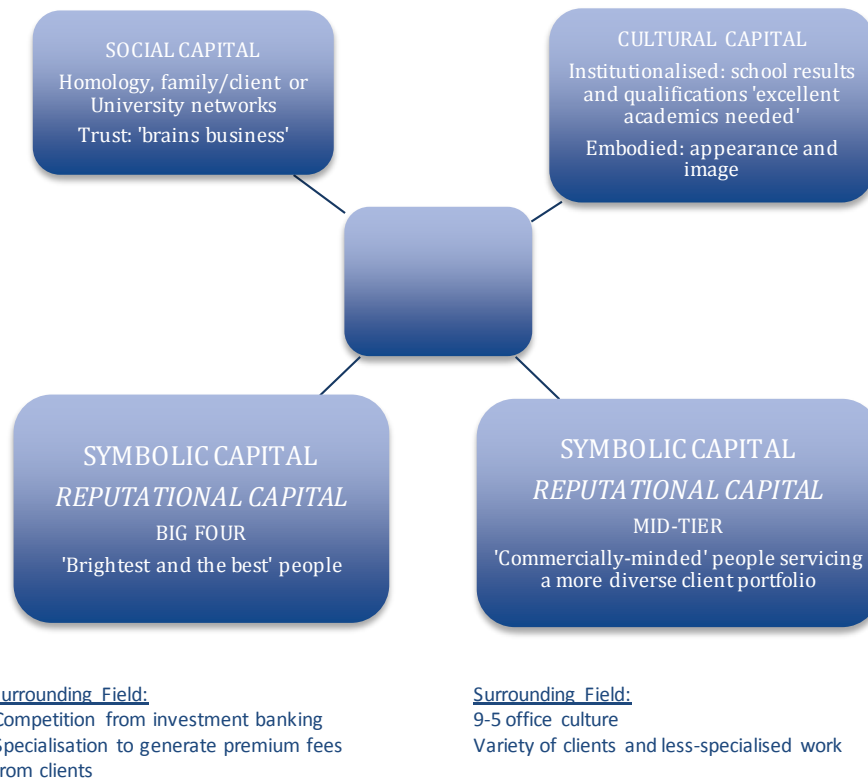 SOCIAL CAPITAL
Homology, family/client or
University networks
Trust: 'brains business'
CULTURAL CAPITAL
Institutionalised: school results
and qualifications 'excellent
academics needed'
Embodied: appearance and
image
SYMBOLIC CAPITAL
REPUTATIONAL CAPITAL
BIG FOUR
'Brightest and the best' people
SYMBOLIC CAPITAL
REPUTATIONAL CAPITAL
MID-TIER
'Commercially-minded' people servicing
a more diverse client portfolio
urrounding Field:
Competition from investment banking
Specialisation to generate premium fees
from clients
Surrounding Field:
9-5 office culture
Variety of clients and less-specialised work